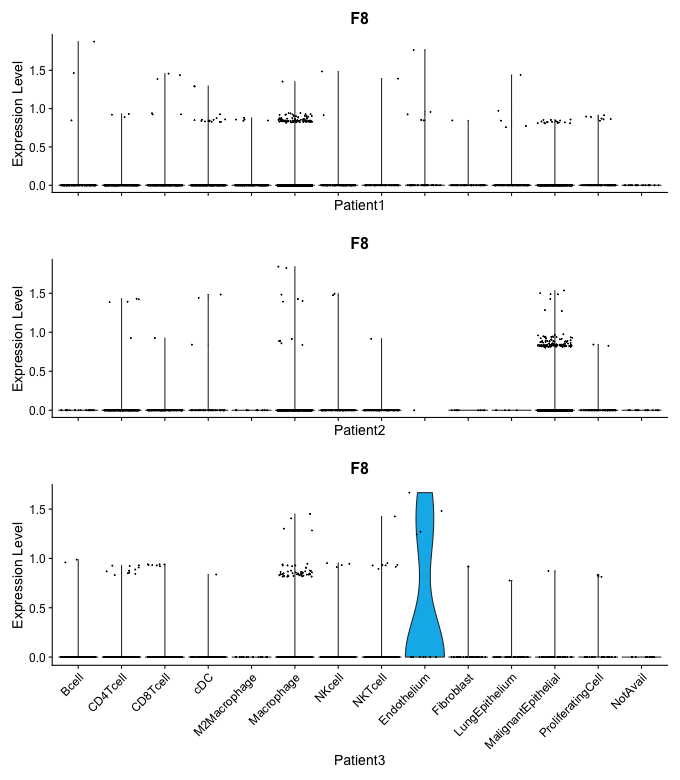 F8
Expression Level
1.5
1.0
0.5
0.0
Patient1
F8
Expression Level
1.5
1.0
0.5
0.0
Patient2
F8
Expression Level
1.5
1.0
0.5
0.0
Bcell
CD4Tcell
CD8Tcell
cDC
M2Macrophage
Macrophage
NKcell
NKTcell
Endothelium
Fibroblast
LungEpithelium
MalignantEpithelial
ProliferatingCell
NotAvail
Patient3